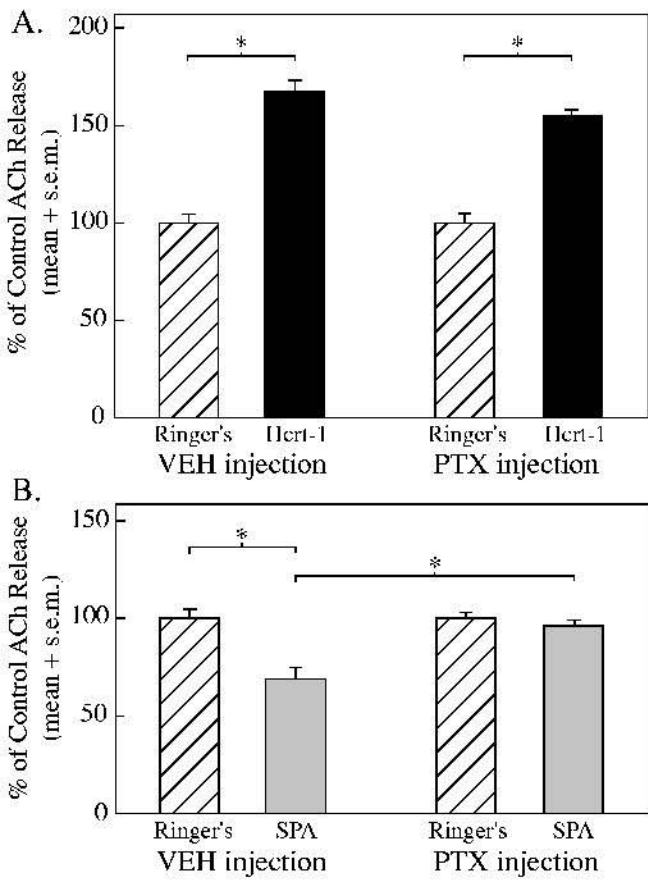 A.
% of Control ACh Release
(mean + s.e.m.)
200
150
100
50
0
* *
Ringer's Hcrt-1 Ringer's Hcrt-1
VEH injection PTX injection
B.
% of Control ACh Release
(mean + s.e.m.)
150
100
50
0
* *
Ringer's SPA Ringer's SPA
VEH injection PTX injection